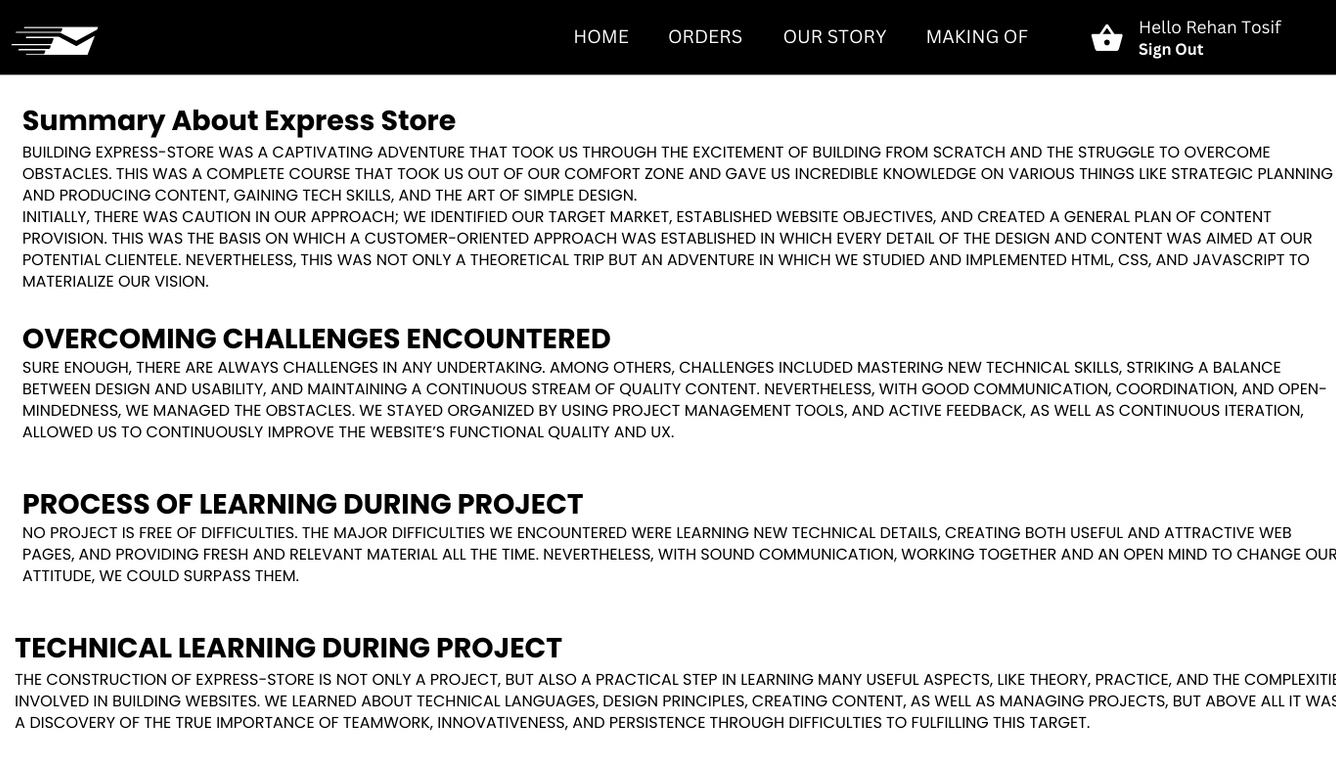 HOME ORDERS OUR STORY MAKING OF Hello Rehan Tosif
Sign Out
Summary About Express Store
BUILDING EXPRESS-STORE WAS A CAPTIVATING ADVENTURE THAT TOOK US THROUGH THE EXCITEMENT OF BUILDING FROM SCRATCH AND THE STRUGGLE TO OVERCOME
OBSTACLES. THIS WAS A COMPLETE COURSE THAT TOOK US OUT OF OUR COMFORT ZONE AND GAVE US INCREDIBLE KNOWLEDGE ON VARIOUS THINGS LIKE STRATEGIC PLANNING
AND PRODUCING CONTENT, GAINING TECH SKILLS, AND THE ART OF SIMPLE DESIGN.
INITIALLY, THERE WAS CAUTION IN OUR APPROACH; WE IDENTIFIED OUR TARGET MARKET, ESTABLISHED WEBSITE OBJECTIVES, AND CREATED A GENERAL PLAN OF CONTENT
PROVISION. THIS WAS THE BASIS ON WHICH A CUSTOMER-ORIENTED APPROACH WAS ESTABLISHED IN WHICH EVERY DETAIL OF THE DESIGN AND CONTENT WAS AIMED AT OUR
POTENTIAL CLIENTELE. NEVERTHELESS, THIS WAS NOT ONLY A THEORETICAL TRIP BUT AN ADVENTURE IN WHICH WE STUDIED AND IMPLEMENTED HTML, CSS, AND JAVASCRIPT TO
MATERIALIZE OUR VISION.
OVERCOMING CHALLENGES ENCOUNTERED
SURE ENOUGH, THERE ARE ALWAYS CHALLENGES IN ANY UNDERTAKING. AMONG OTHERS, CHALLENGES INCLUDED MASTERING NEW TECHNICAL SKILLS, STRIKING A BALANCE
BETWEEN DESIGN AND USABILITY, AND MAINTAINING A CONTINUOUS STREAM OF QUALITY CONTENT. NEVERTHELESS, WITH GOOD COMMUNICATION, COORDINATION, AND OPEN-
MINDEDNESS, WE MANAGED THE OBSTACLES. WE STAYED ORGANIZED BY USING PROJECT MANAGEMENT TOOLS, AND ACTIVE FEEDBACK, AS WELL AS CONTINUOUS ITERATION,
ALLOWED US TO CONTINUOUSLY IMPROVE THE WEBSITE'S FUNCTIONAL QUALITY AND UX.
PROCESS OF LEARNING DURING PROJECT
NO PROJECT IS FREE OF DIFFICULTIES. THE MAJOR DIFFICULTIES WE ENCOUNTERED WERE LEARNING NEW TECHNICAL DETAILS, CREATING BOTH USEFUL AND ATTRACTIVE WEB
PAGES, AND PROVIDING FRESH AND RELEVANT MATERIAL ALL THE TIME. NEVERTHELESS, WITH SOUND COMMUNICATION, WORKING TOGETHER AND AN OPEN MIND TO CHANGE OUR
ATTITUDE, WE COULD SURPASS THEM.
TECHNICAL LEARNING DURING PROJECT
THE CONSTRUCTION OF EXPRESS-STORE IS NOT ONLY A PROJECT, BUT ALSO A PRACTICAL STEP IN LEARNING MANY USEFUL ASPECTS, LIKE THEORY, PRACTICE, AND THE COMPLEXITIE
INVOLVED IN BUILDING WEBSITES. WE LEARNED ABOUT TECHNICAL LANGUAGES, DESIGN PRINCIPLES, CREATING CONTENT, AS WELL AS MANAGING PROJECTS, BUT ABOVE ALL IT WAS
A DISCOVERY OF THE TRUE IMPORTANCE OF TEAMWORK, INNOVATIVENESS, AND PERSISTENCE THROUGH DIFFICULTIES TO FULFILLING THIS TARGET.